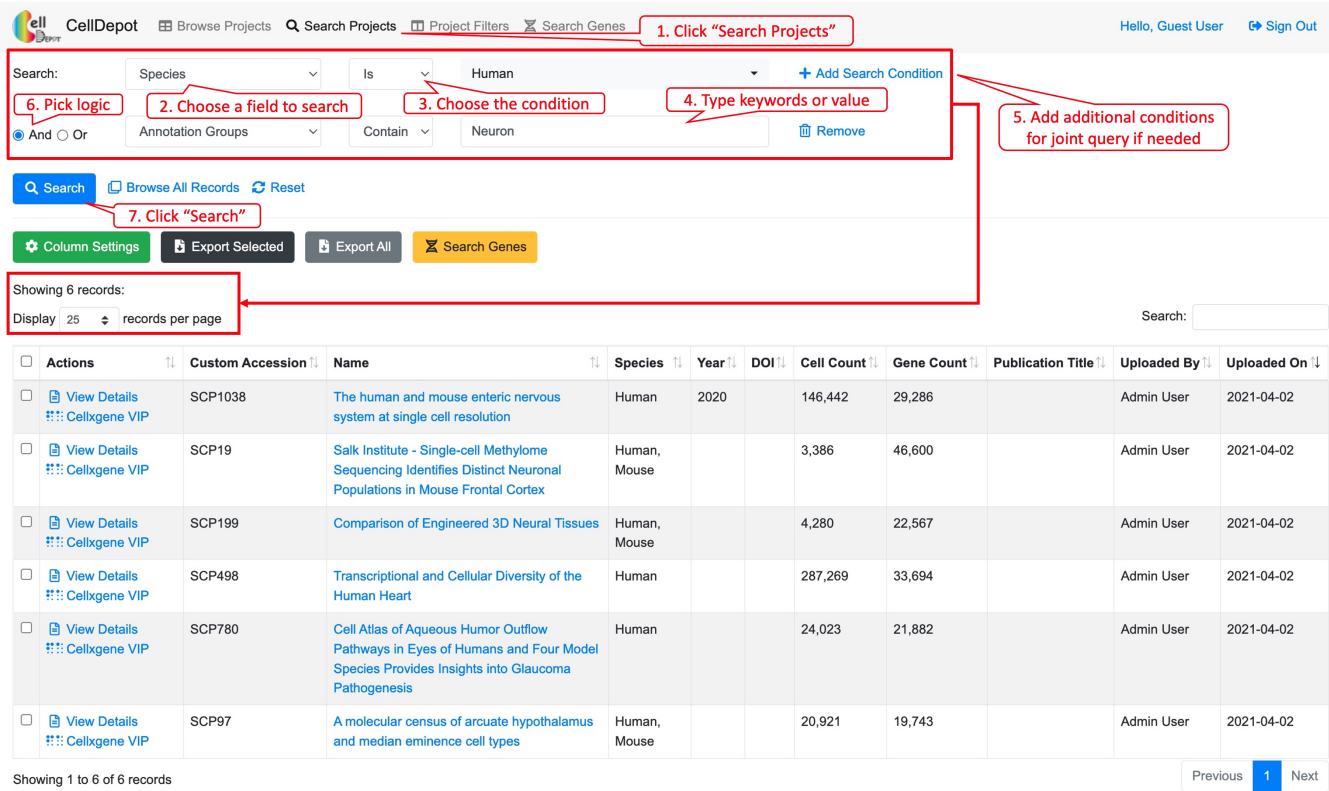 Cell Depot CellDepot Browse Projects Search Projects Project Filters Search Genes 1. Click “Search Projects” Hello, Guest User Sign Out
Search: Species Is Human Add Search Condition
6. Pick logic 2. Choose a field to search 3. Choose the condition 4. Type keywords or value
And Or Annotation Groups Contain Neuron Remove
5. Add additional conditions
for joint query if needed
Search Browse All Records Reset
7. Click “Search”
Column Settings Export Selected Export All Search Genes
Showing 6 records:
Display 25 records per page Search:
Actions Custom Accession Name Species Year DOI Cell Count Gene Count Publication Title Uploaded By Uploaded On
View Details SCP1038 The human and mouse enteric nervous Human 2020 146,442 29,286 Admin User 2021-04-02
Cellxgene VIP system at single cell resolution
View Details SCP19 Salk Institute - Single-cell Methylome Human, 3,386 46,600 Admin User 2021-04-02
Cellxgene VIP Sequencing Identifies Distinct Neuronal Mouse
Populations in Mouse Frontal Cortex
View Details SCP199 Comparison of Engineered 3D Neural Tissues Human, 4,280 22,567 Admin User 2021-04-02
Cellxgene VIP Mouse
View Details SCP498 Transcriptional and Cellular Diversity of the Human 287,269 33,694 Admin User 2021-04-02
Cellxgene VIP Human Heart
View Details SCP780 Cell Atlas of Aqueous Humor Outflow Human 24,023 21,882 Admin User 2021-04-02
Cellxgene VIP Pathways in Eyes of Humans and Four Model
Species Provides Insights into Glaucoma
Pathogenesis
View Details SCP97 A molecular census of arcuate hypothalamus Human, 20,921 19,743 Admin User 2021-04-02
Cellxgene VIP and median eminence cell types Mouse
Showing 1 to 6 of 6 records Previous 1 Next